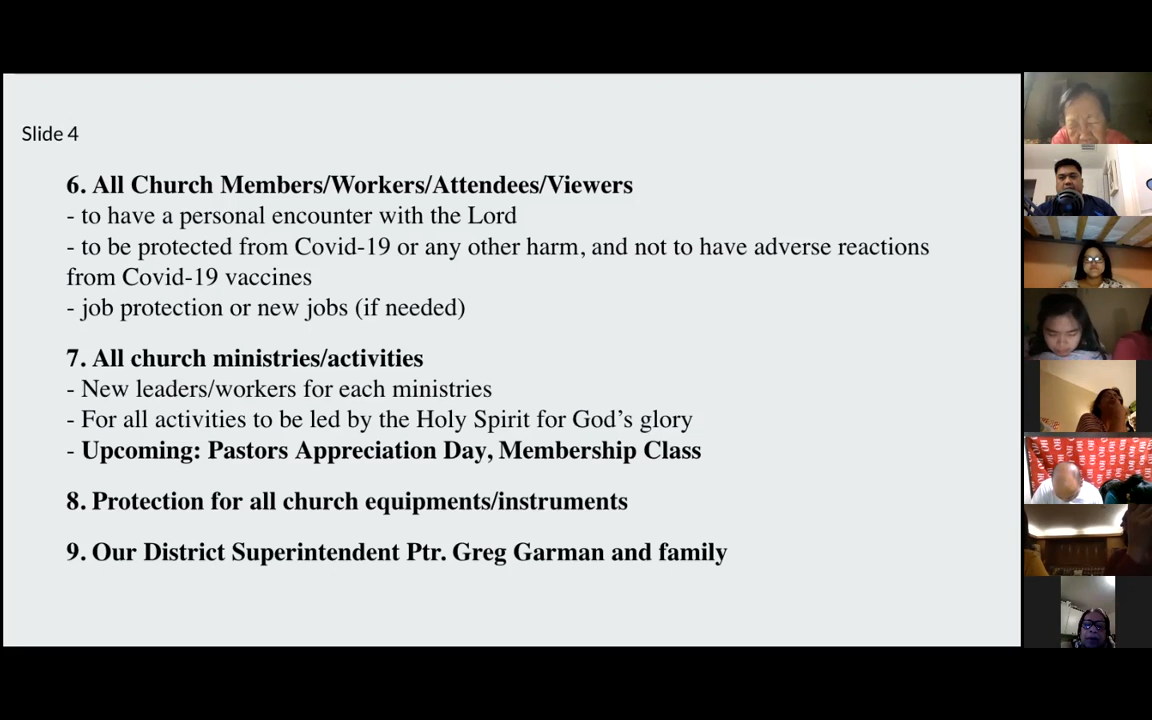 Slide 4
6. All Church Members/Workers/Attendees/Viewers
- to have a personal encounter with the Lord
- to be protected from Covid-19 or any other harm, and not to have adverse reactions
from Covid-19 vaccines
- job protection or new jobs (if needed)
7. All church ministries/activities
- New leaders/workers for each ministries
- For all activities to be led by the Holy Spirit for God’s glory
- Upcoming: Pastors Appreciation Day, Membership Class
8. Protection for all church equipments/instruments
9. Our District Superintendent Ptr. Greg Garman and family